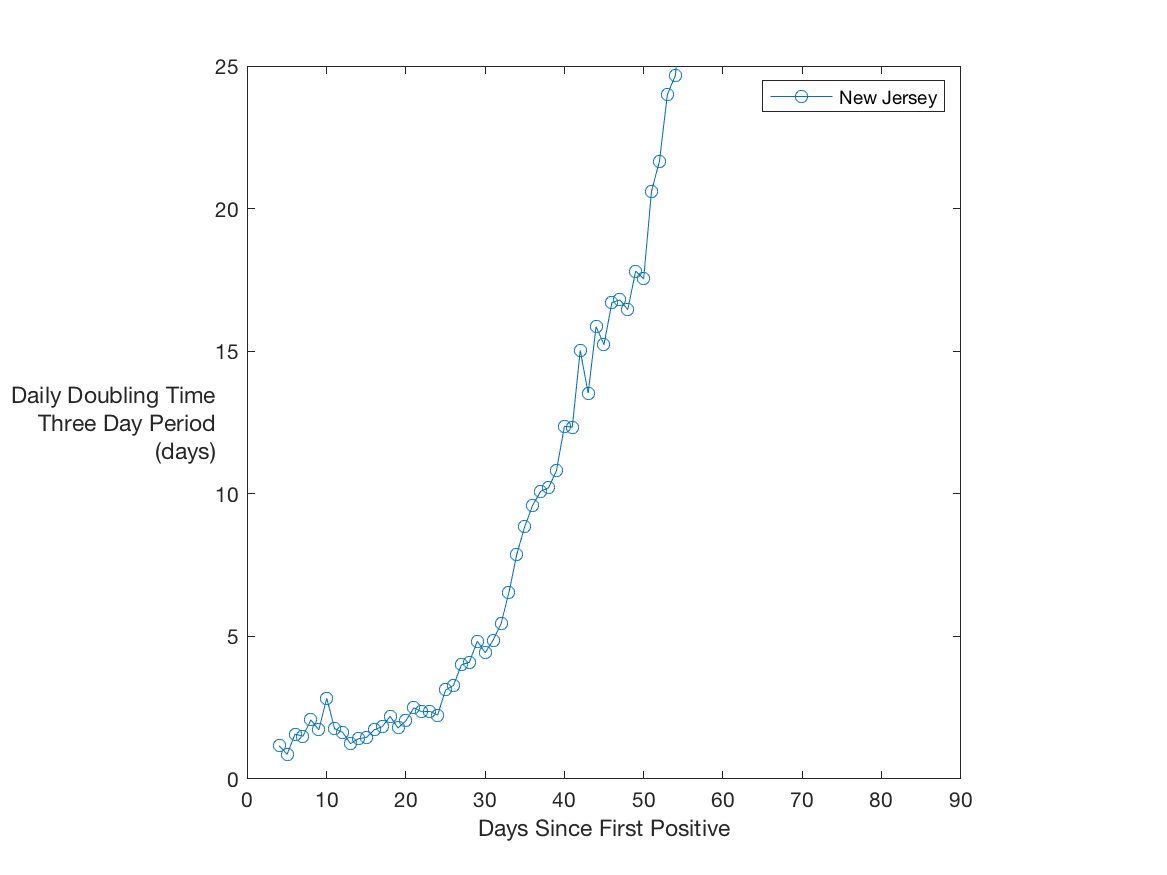 25
20
15
10
5
0
Daily Doubling Time
Three Day Period
(days)
New Jersey
0 10 20 30 40 50 60 70 80 90
Days Since First Positive